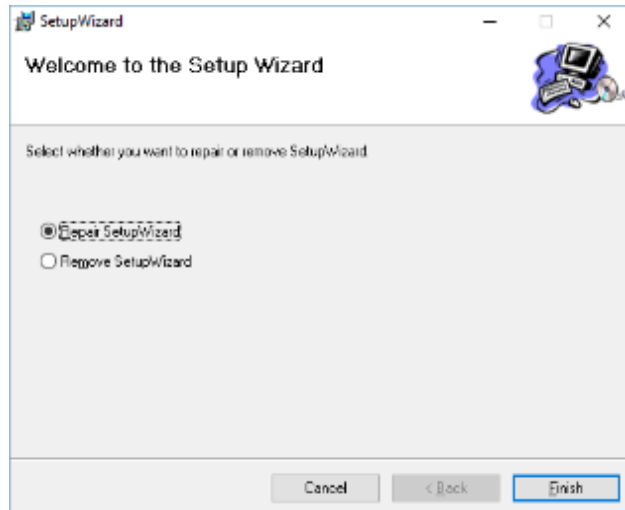 SetupWizard
Welcome to the Setup Wizard
Select whether you want to repair or remove SetupWizard.
Repair SetupWizard
Remove SetupWizard
Cancel
< Back
Finish